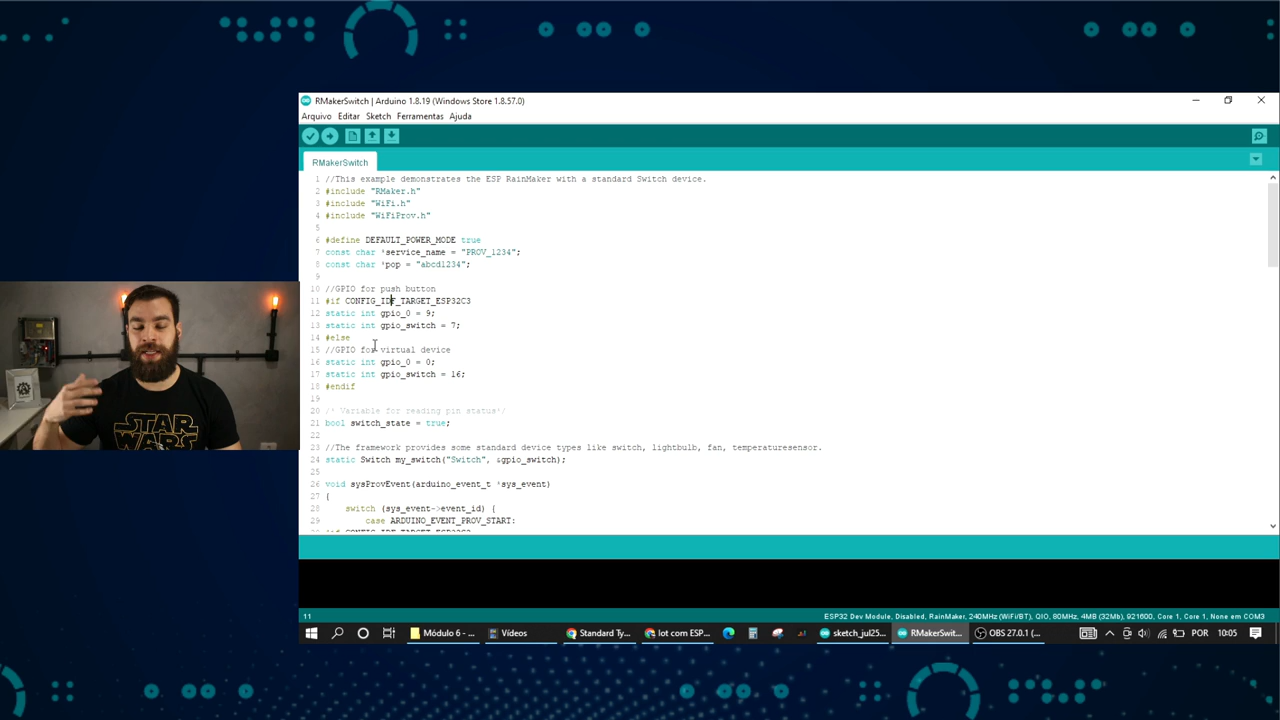 RMakerSwitch | Arduino 1.8.19 (Windows Store 1.8.57.0)
Arquivo Editar Sketch Ferramentas Ajuda
RMakerSwitch
1 //This example demonstrates the ESP RainMaker with a standard Switch device.
2 #include "RMaker.h"
3 #include "WiFi.h"
4 #include "WiFiProv.h"
5
6 #define DEFAULT_POWER_MODE true
7 const char *service_name = "PROV_1234";
8 const char *pop = "abcd1234";
9
10 //GPIO for push button
11 #if CONFIG_IDF_TARGET_ESP32C3
12 static int gpio_0 = 9;
13 static int gpio_switch = 7;
14 #else
15 //GPIO for virtual device
16 static int gpio_0 = 0;
17 static int gpio_switch = 16;
18 #endif
19
20 /* Variable for reading pin status*/
21 bool switch_state = true;
22
23 //The framework provides some standard device types like switch, lightbulb, fan, temperaturesensor.
24 static Switch my_switch("Switch", &gpio_switch);
25
26 void sysProvEvent(arduino_event_t *sys_event)
27 {
28 switch (sys_event->event_id) {
29 case ARDUINO_EVENT_PROV_START:
STAR WARS
11 ESP32 Dev Module, Disabled, RainMaker, 240MHz (WiFi/BT), QIO, 80MHz, 4MB (32Mb), 921600, Core 1, Core 1, None em COM3
Módulo 6 - ... Vídeos Standard Ty... Iot com ESP... sketch_jul25... RMakerSwit... OBS 27.0.1 (... POR 10:05